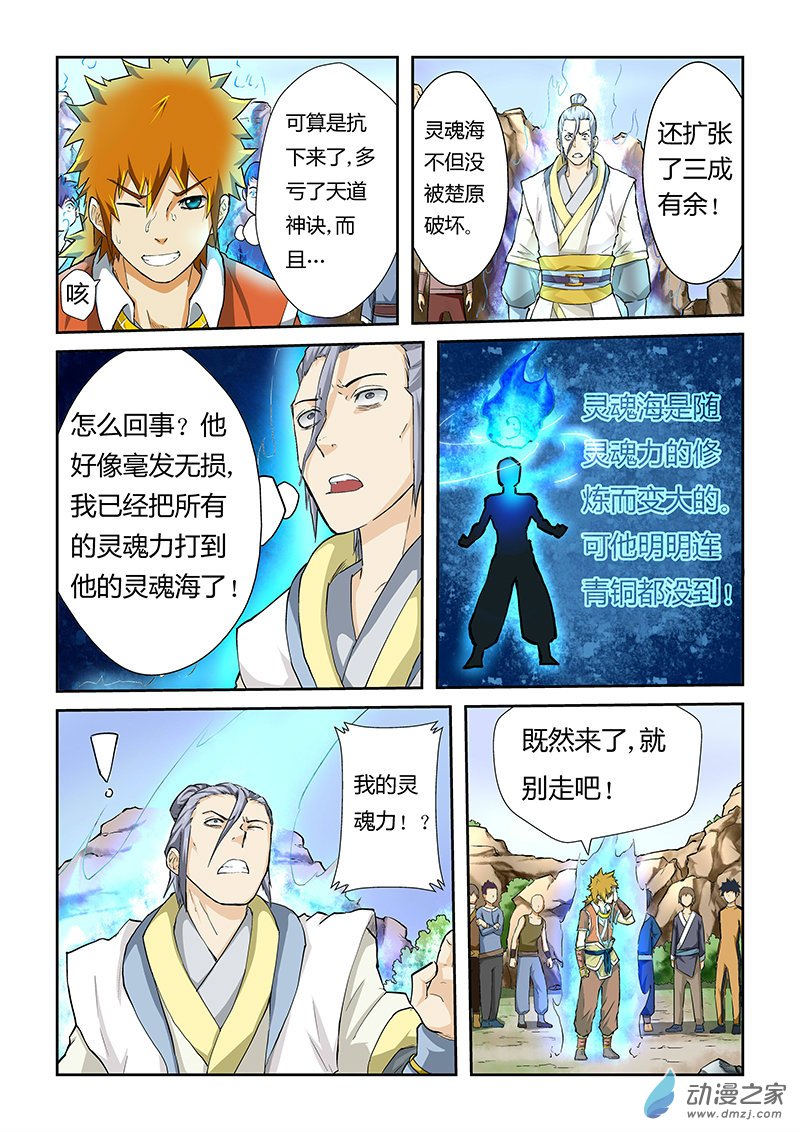 可算是抗
下来了，多
亏了天道
神诀，而
且…
咳
灵魂海
不但没
被楚原
破坏。
还扩张
了三成
有余！
怎么回事？他
好像毫发无损，
我已经把所有
的灵魂力打到
他的灵魂海了！
灵魂海是随
灵魂力的修
炼而变大的。
可他明明连
青铜都没到！
！
我的灵
魂力！？
既然来了，就
别走吧！
动漫之家
www.dmzj.com